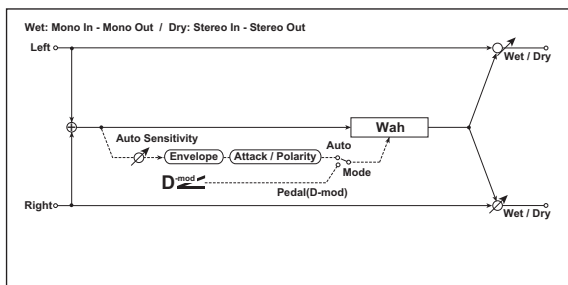 Wet: Mono In - Mono Out / Dry: Stereo In - Stereo Out
Left
Wet / Dry
Wah
Auto Sensitivity
Auto
Envelope
Attack / Polarity
Mode
D-mod
Pedal(D-mod)
Right
Wet / Dry